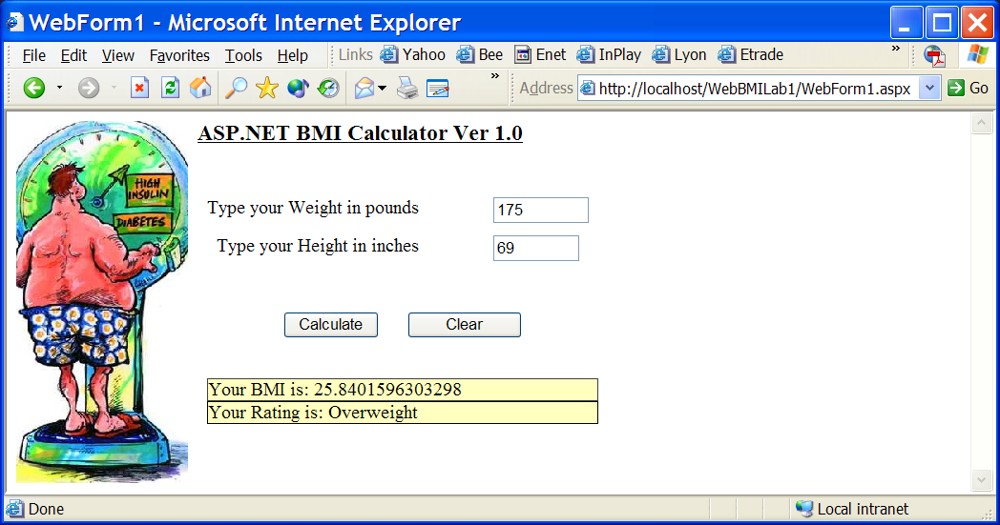 WebForm1 - Microsoft Internet Explorer
File Edit View Favorites Tools Help Links Yahoo Bee Enet InPlay Lyon Etrade »
» Address http://localhost/WebBMILab1/WebForm1.aspx Go
ASP.NET BMI Calculator Ver 1.0
HIGH
INSULIN
DIABETES
Type your Weight in pounds 175
Type your Height in inches 69
Calculate Clear
Your BMI is: 25.8401596303298
Your Rating is: Overweight
Done Local intranet